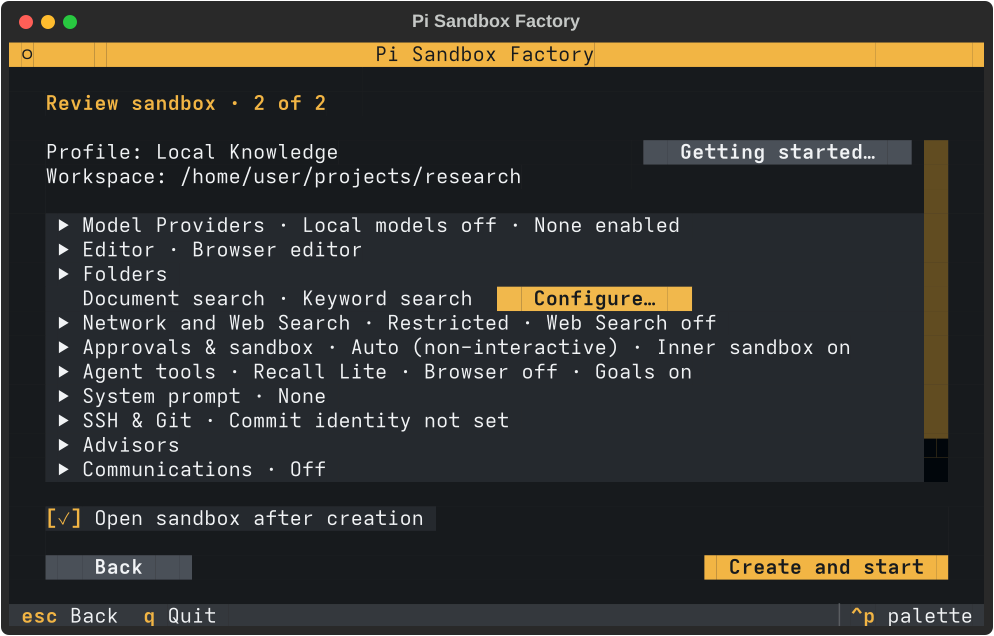 Pi Sandbox Factory
O Pi Sandbox Factory
Review sandbox · 2 of 2
Profile: Local Knowledge
Getting started…
Workspace: /home/user/projects/research
▶ Model Providers · Local models off · None enabled
▶ Editor · Browser editor
▶ Folders
Document search · Keyword search Configure…
▶ Network and Web Search · Restricted · Web Search off
▶ Approvals & sandbox · Auto (non-interactive) · Inner sandbox on
▶ Agent tools · Recall Lite · Browser off · Goals on
▶ System prompt · None
▶ SSH & Git · Commit identity not set
▶ Advisors
▶ Communications · Off
[✓] Open sandbox after creation
Back
Create and start
esc Back q Quit
^p palette